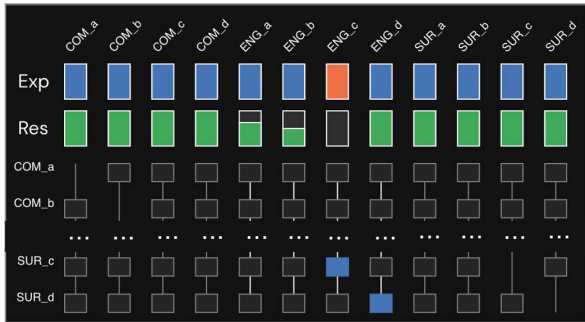 COM_a COM_b COM_c COM_d ENG_a ENG_b ENG_c ENG_d SUR_a SUR_b SUR_c SUR_d
Exp
Res
COM_a
COM_b
... ... ... ... ... ... ... ... ... ... ... ...
SUR_c
SUR_d